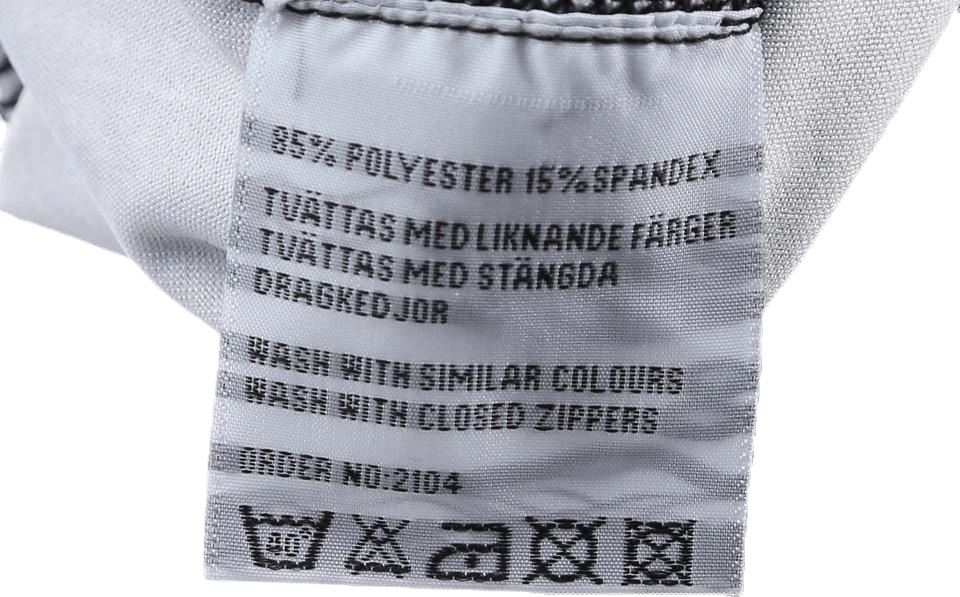 85% POLYESTER 15%SPANDEX
TVÄTTAS MED LIKNANDE FÄRGER
TVÄTTAS MED STÄNGDA
DRAGKEDJOR
WASH WITH SIMILAR COLOURS
WASH WITH CLOSED ZIPPERS
ORDER NO:2104
40°